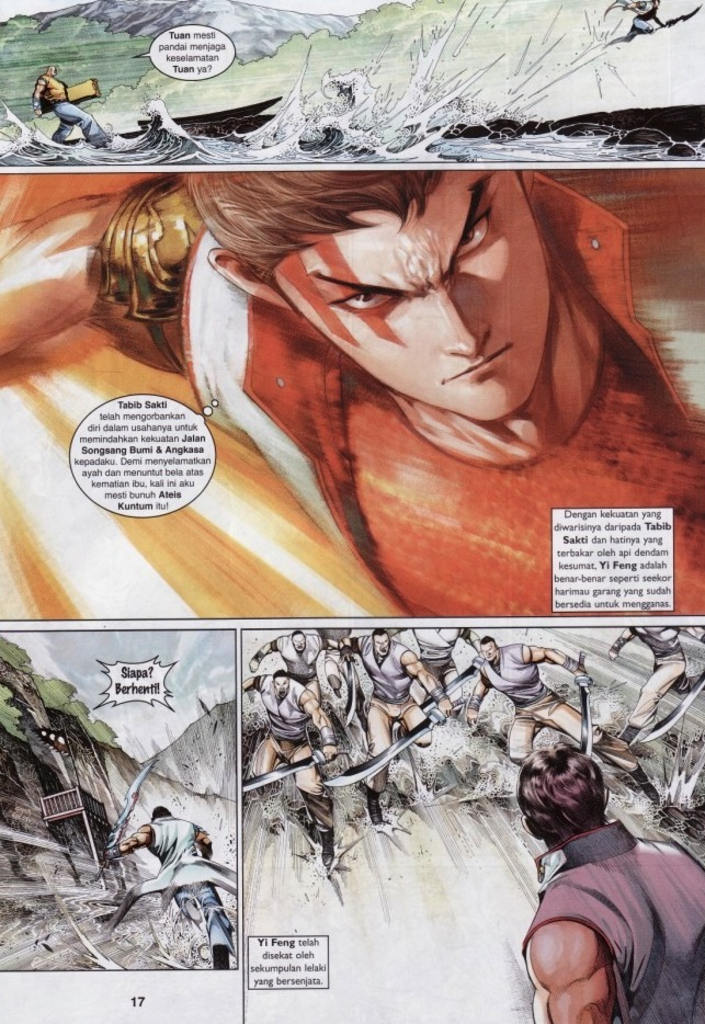 Tuan mesti
pandai menjaga
keselamatan
Tuan ya?
Tabib Sakti
telah mengorbankan
diri dalam usahanya untuk
memindahkan kekuatan Jalan
Songsang Bumi & Angkasa
kepadaku. Demi menyelamatkan
ayah dan menuntut bela atas
kematian ibu, kali ini aku
mesti bunuh Ateis
Kuntum itu!
Dengan kekuatan yang
diwarisinya daripada Tabib
Sakti dan hatinya yang
terbakar oleh api dendam
kesumat, Yi Feng adalah
benar-benar seperti seekor
harimau garang yang sudah
bersedia untuk mengganas.
Siapa?
Berhenti!
Yi Feng telah
disekat oleh
sekumpulan lelaki
yang bersenjata.
17